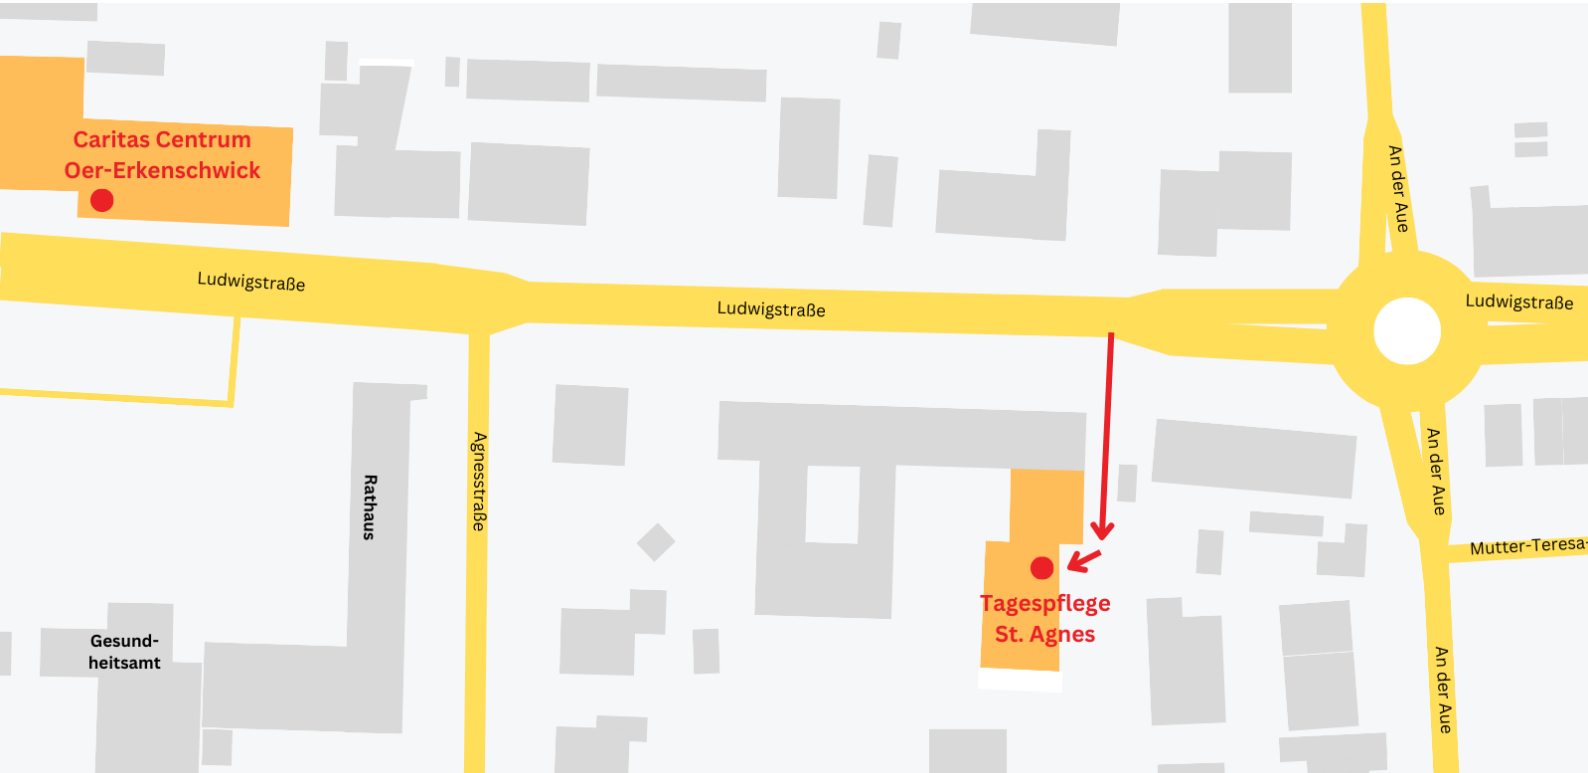 Caritas Centrum
Oer-Erkenschwick
An der Aue
Ludwigstraße
Ludwigstraße
Ludwigstraße
Agnesstraße
Rathaus
An der Aue
Mutter-Teresa-
Tagespflege
St. Agnes
Gesund-
heitsamt
An der Aue